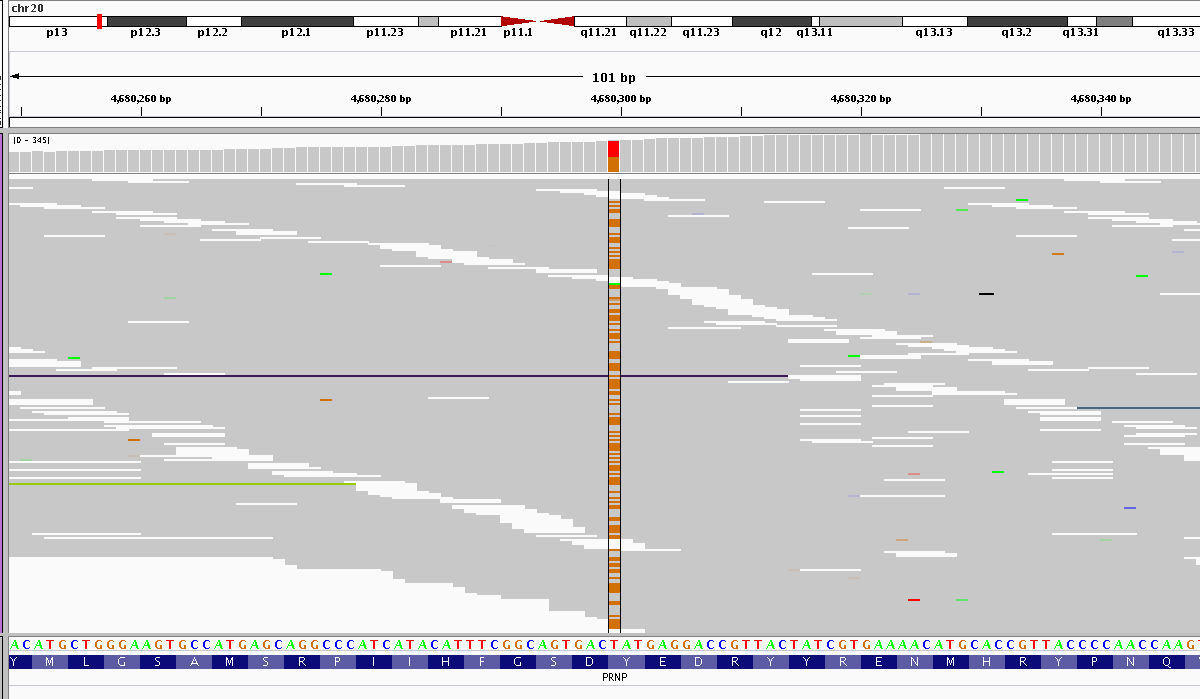 chr20
p13 p12.3 p12.2 p12.1 p11.23 p11.21 p11.1 q11.21 q11.22 q11.23 q12 q13.11 q13.13 q13.2 q13.31 q13.33
101 bp
4,680,260 bp 4,680,280 bp 4,680,300 bp 4,680,320 bp 4,680,340 bp
[0 - 345]
A C A T G C T G G G A A G T G C C A T G A G C A G G C C C A T C A T A C A T T T C G G C A G T G A C T A T G A G G A C C G T T A C T A T C G T G A A A A C A T G C A C C G T T A C C C C A A C C A A G
Y M L G S A M S R P I I H F G S D Y E D R Y Y R E N M H R Y P N Q
PRNP